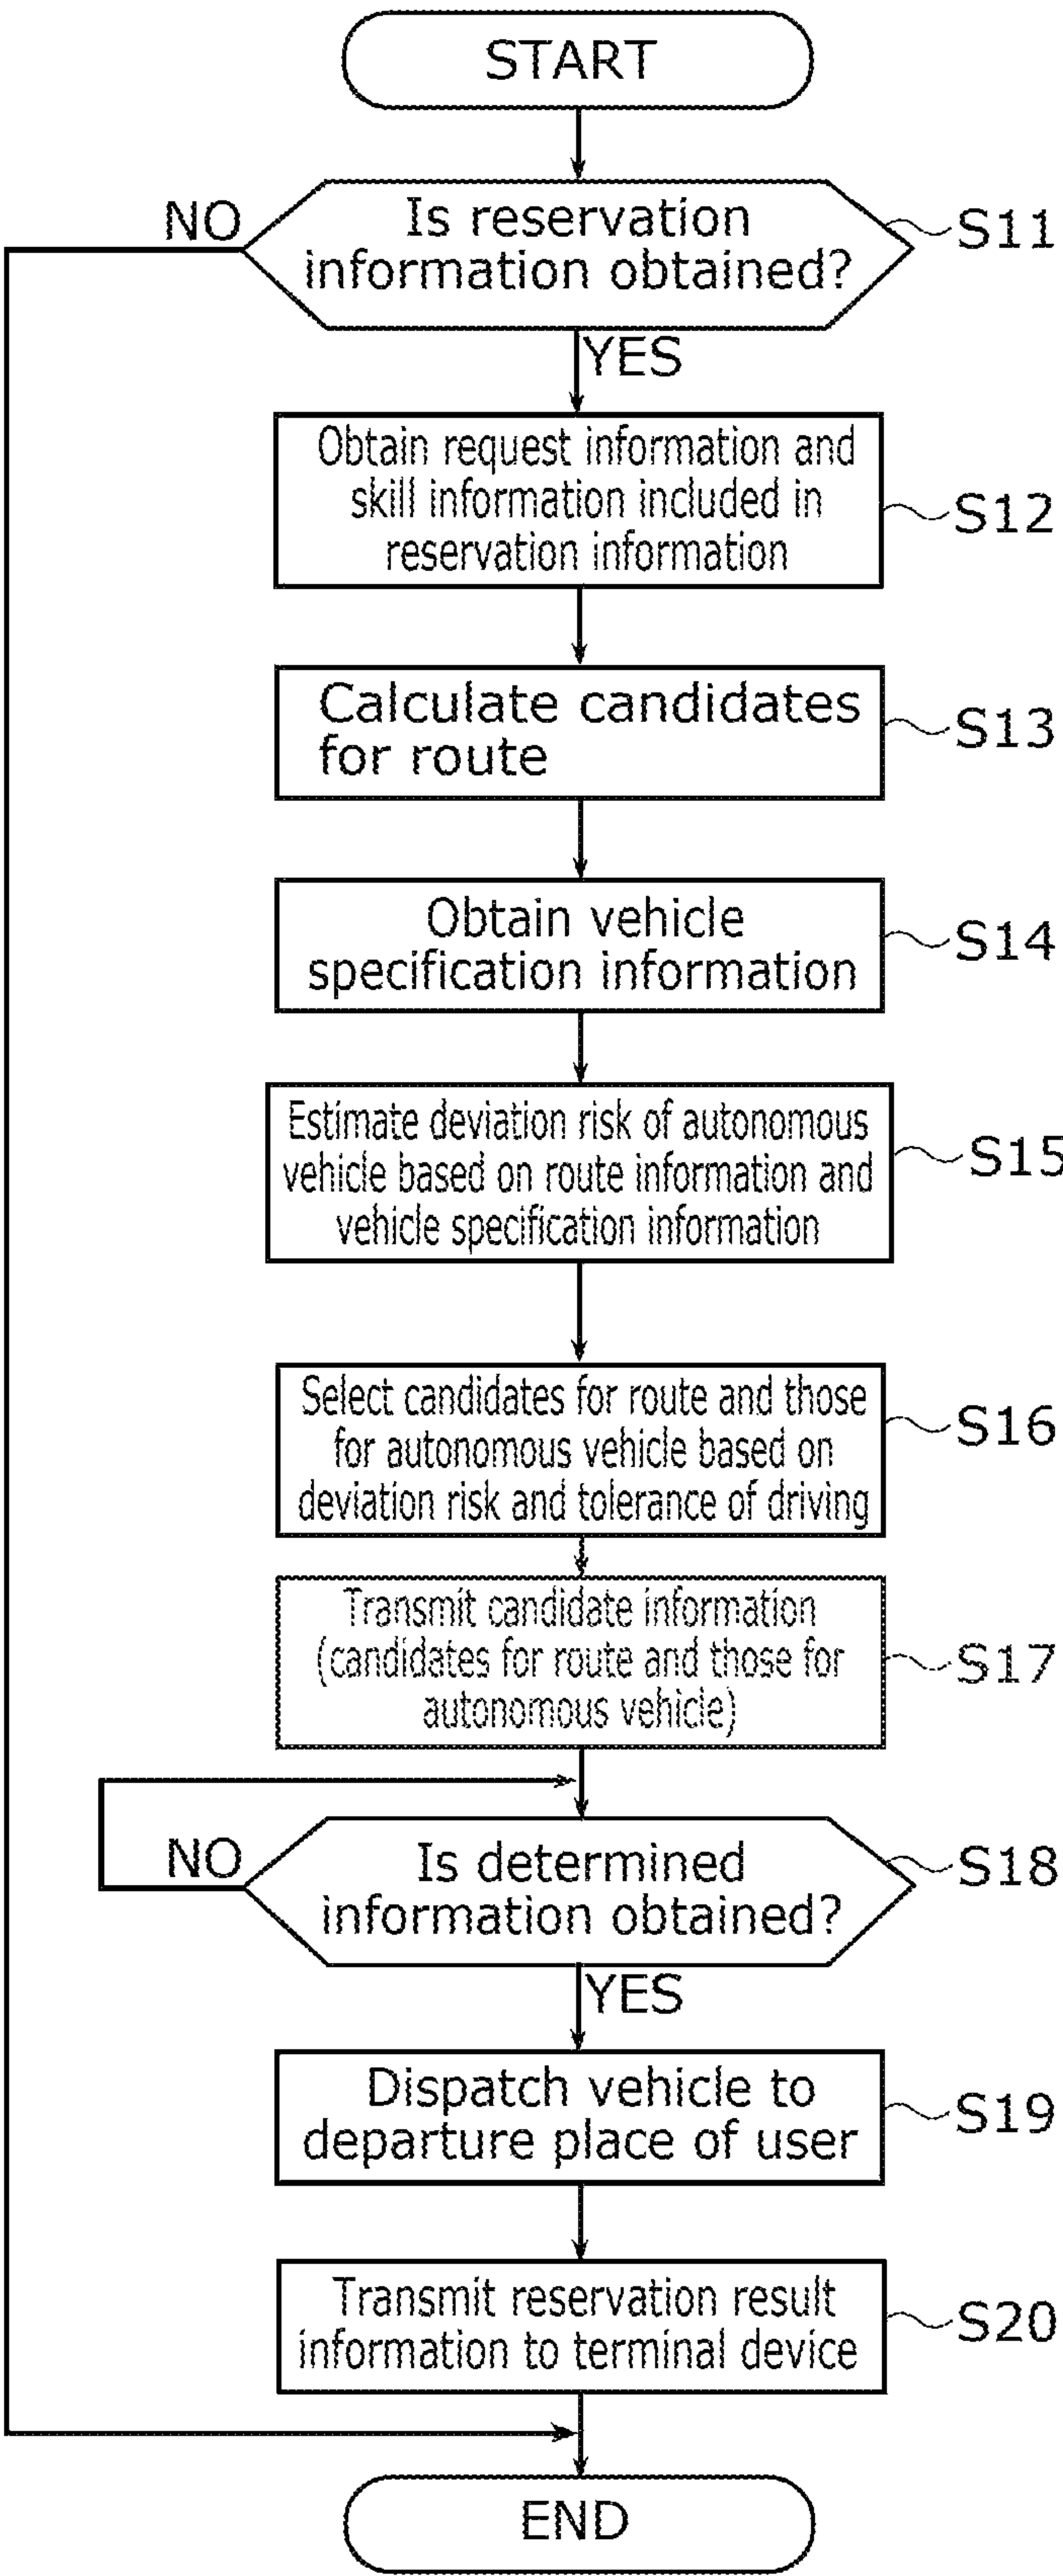 START
Is reservation
information obtained?
NO
S11
YES
Obtain request information and
skill information included in
reservation information
S12
Calculate candidates
for route
S13
Obtain vehicle
specification information
S14
Estimate deviation risk of autonomous
vehicle based on route information and
vehicle specification information
S15
Select candidates for route and those
for autonomous vehicle based on
deviation risk and tolerance of driving
S16
Transmit candidate information
(candidates for route and those for
autonomous vehicle)
S17
Is determined
information obtained?
NO
S18
YES
Dispatch vehicle to
departure place of user
S19
Transmit reservation result
information to terminal device
S20
END